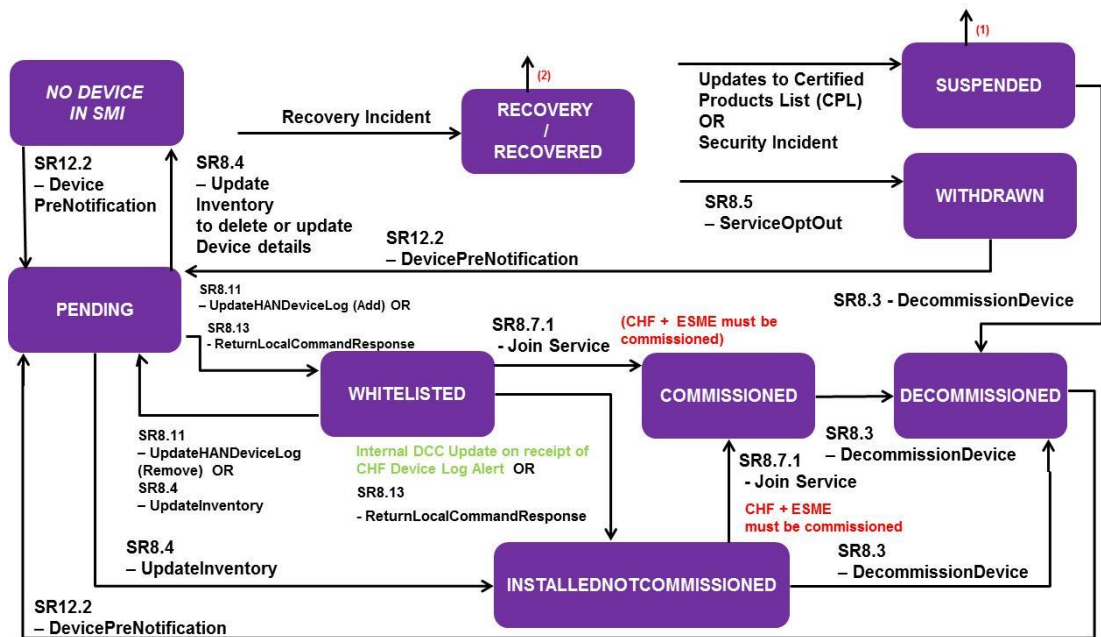 (1)
NO DEVICE
IN SMI
(2)
RECOVERY
/
RECOVERED
Recovery Incident
SUSPENDED
Updates to Certified
Products List (CPL)
OR
Security Incident
SR12.2
– Device
PreNotification
SR8.4
– Update
Inventory
to delete or update
Device details
WITHDRAWN
SR8.5
– ServiceOptOut
SR12.2
– DevicePreNotification
PENDING
SR8.11
– UpdateHANDeviceLog (Add) OR
SR8.13
- ReturnLocalCommandResponse
SR8.3 - DecommissionDevice
SR8.7.1
- Join Service
(CHF + ESME must be
commissioned)
WHITELISTED
COMMISSIONED
DECOMMISSIONED
SR8.11
– UpdateHANDeviceLog
(Remove) OR
SR8.4
– UpdateInventory
Internal DCC Update on receipt of
CHF Device Log Alert OR
SR8.13
- ReturnLocalCommandResponse
SR8.3
– DecommissionDevice
SR8.7.1
- Join Service
CHF + ESME
must be commissioned
SR8.4
– UpdateInventory
INSTALLEDNOTCOMMISSIONED
SR8.3
– DecommissionDevice
SR12.2
– DevicePreNotification